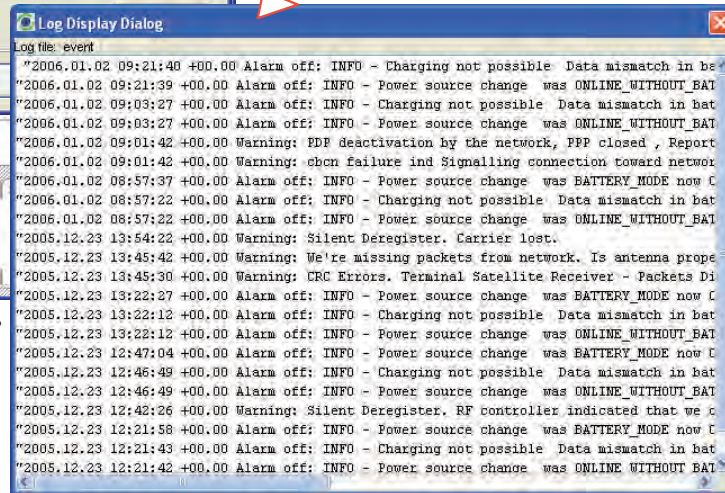 Log Display Dialog
Log file: event
"2006.01.02 09:21:40 +00.00 Alarm off: INFO - Charging not possible Data mismatch in ba
"2006.01.02 09:21:39 +00.00 Alarm off: INFO - Power source change was ONLINE_WITHOUT_BAT
"2006.01.02 09:03:27 +00.00 Alarm off: INFO - Charging not possible Data mismatch in bat
"2006.01.02 09:03:27 +00.00 Alarm off: INFO - Power source change was ONLINE_WITHOUT_BAT
"2006.01.02 09:01:42 +00.00 Warning: PDP deactivation by the network, PPP closed , Report
"2006.01.02 09:01:42 +00.00 Warning: cbcn failure ind Signalling connection toward networ
"2006.01.02 08:57:37 +00.00 Alarm off: INFO - Power source change was BATTERY_MODE now O
"2006.01.02 08:57:22 +00.00 Alarm off: INFO - Charging not possible Data mismatch in bat
"2006.01.02 08:57:22 +00.00 Alarm off: INFO - Power source change was ONLINE_WITHOUT_BAT
"2005.12.23 13:54:22 +00.00 Warning: Silent Deregister. Carrier lost.
"2005.12.23 13:45:42 +00.00 Warning: We're missing packets from network. Is antenna prope
"2005.12.23 13:45:30 +00.00 Warning: CRC Errors. Terminal Satellite Receiver - Packets Di
"2005.12.23 13:22:27 +00.00 Alarm off: INFO - Power source change was BATTERY_MODE now O
"2005.12.23 13:22:12 +00.00 Alarm off: INFO - Charging not possible Data mismatch in bat
"2005.12.23 13:22:12 +00.00 Alarm off: INFO - Power source change was ONLINE_WITHOUT_BAT
"2005.12.23 12:47:04 +00.00 Alarm off: INFO - Power source change was BATTERY_MODE now O
"2005.12.23 12:46:49 +00.00 Alarm off: INFO - Charging not possible Data mismatch in bat
"2005.12.23 12:46:49 +00.00 Alarm off: INFO - Power source change was ONLINE_WITHOUT_BAT
"2005.12.23 12:42:26 +00.00 Warning: Silent Deregister. RF controller indicated that we c
"2005.12.23 12:21:58 +00.00 Alarm off: INFO - Power source change was BATTERY_MODE now O
"2005.12.23 12:21:43 +00.00 Alarm off: INFO - Charging not possible Data mismatch in bat
"2005.12.23 12:21:42 +00.00 Alarm off: INFO - Power source change was ONLINE_WITHOUT_BAT